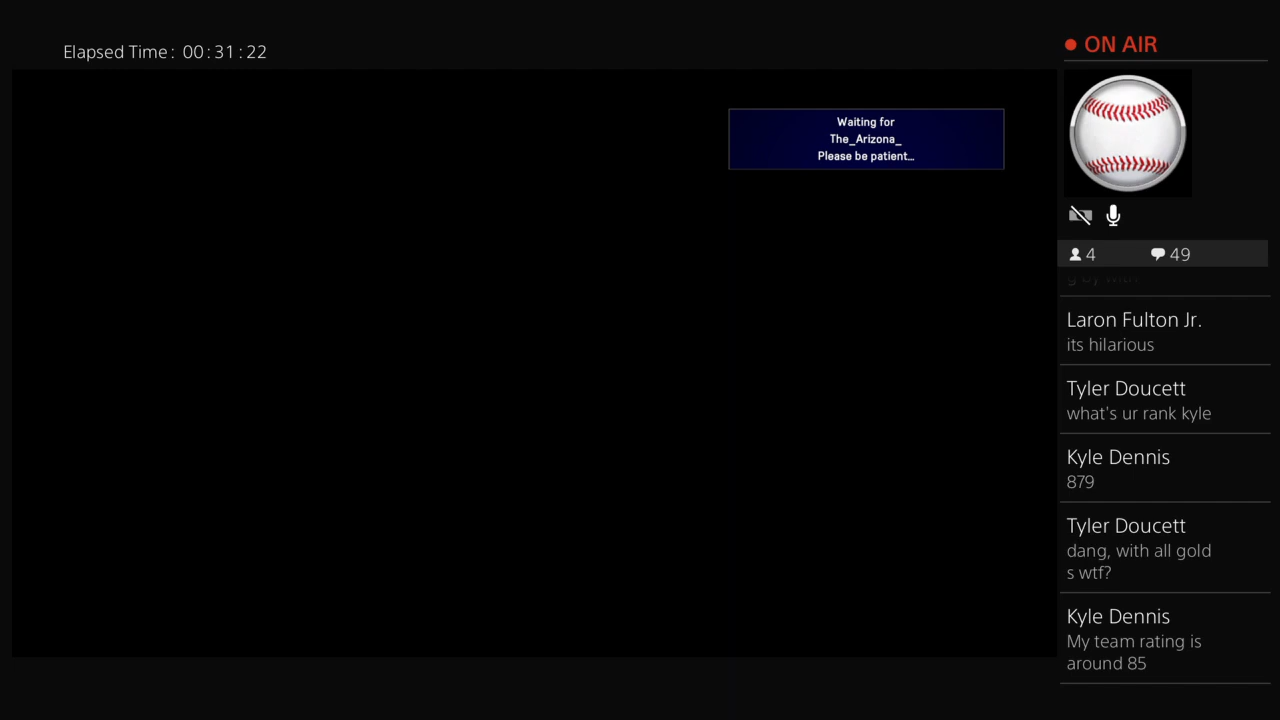 Elapsed Time: 00:31:22
ON AIR
Waiting for
The_Arizona_
Please be patient...
4 49
Laron Fulton Jr.
its hilarious
Tyler Doucett
what's ur rank kyle
Kyle Dennis
879
Tyler Doucett
dang, with all gold
s wtf?
Kyle Dennis
My team rating is
around 85